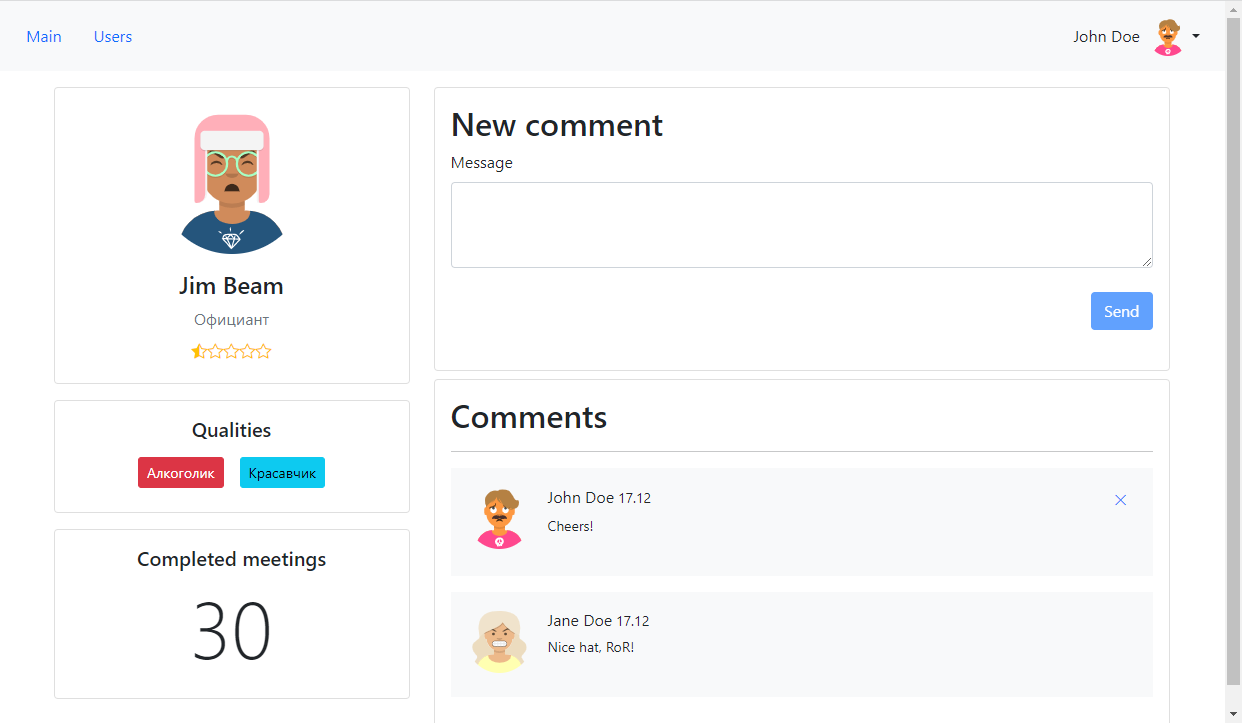 Main Users John Doe
Jim Beam
Официант
Qualities
Алкоголик Красавчик
Completed meetings
30
New comment
Message
Send
Comments
John Doe 17.12
Cheers!
Jane Doe 17.12
Nice hat, RoR!